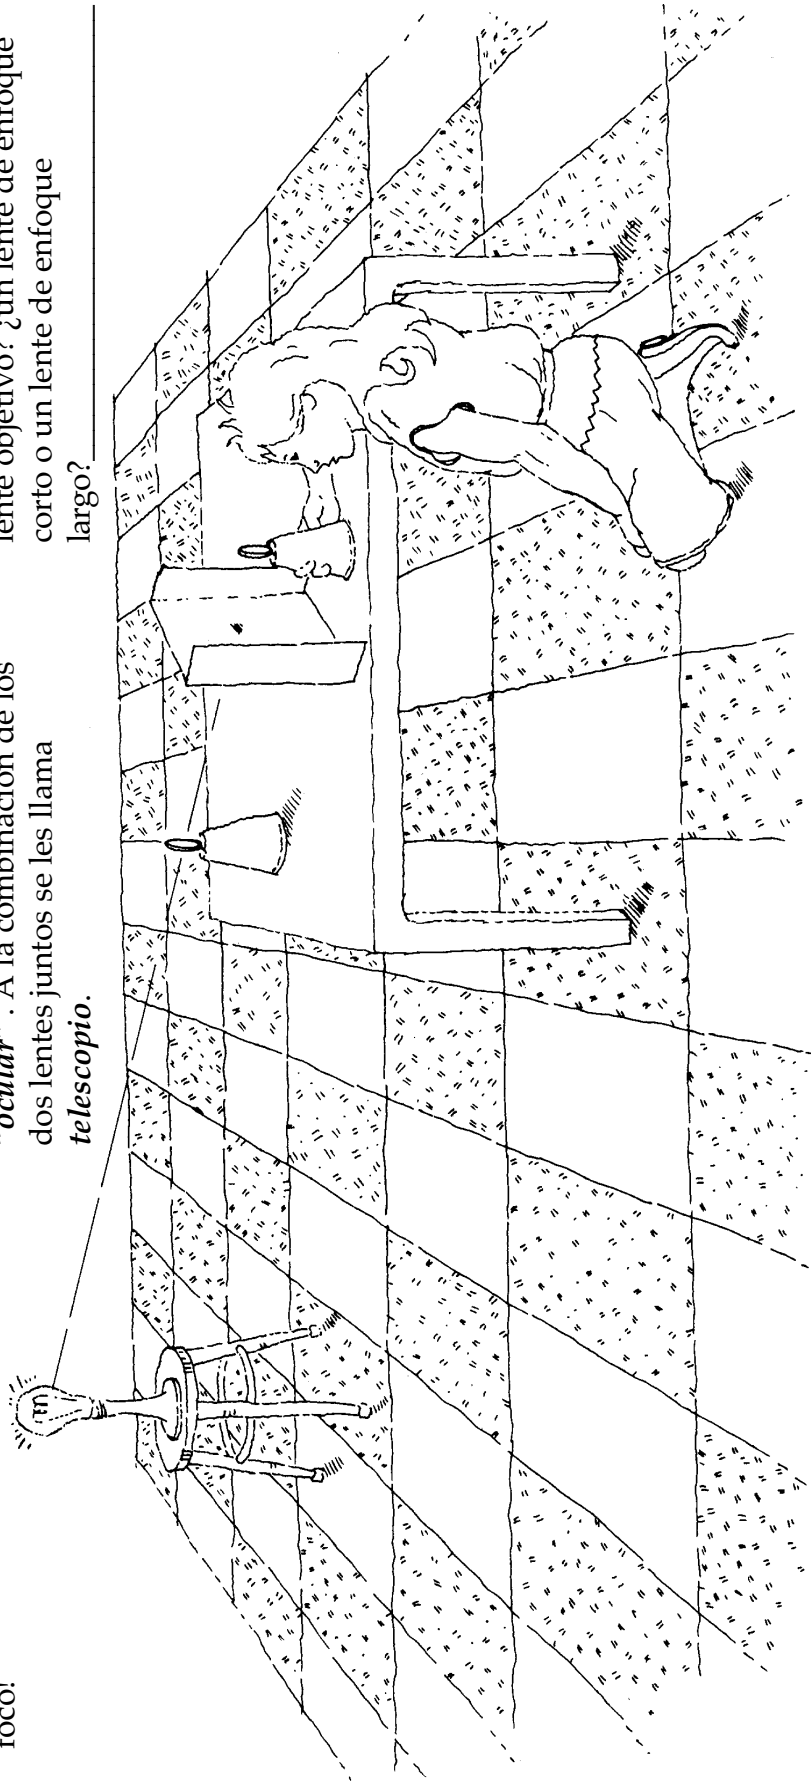 foco!
"ocular". A la combinación de los
dos lentes juntos se les llama
telescopio.
lente objetivo? ¿un lente de enfoque
corto o un lente de enfoque
largo?